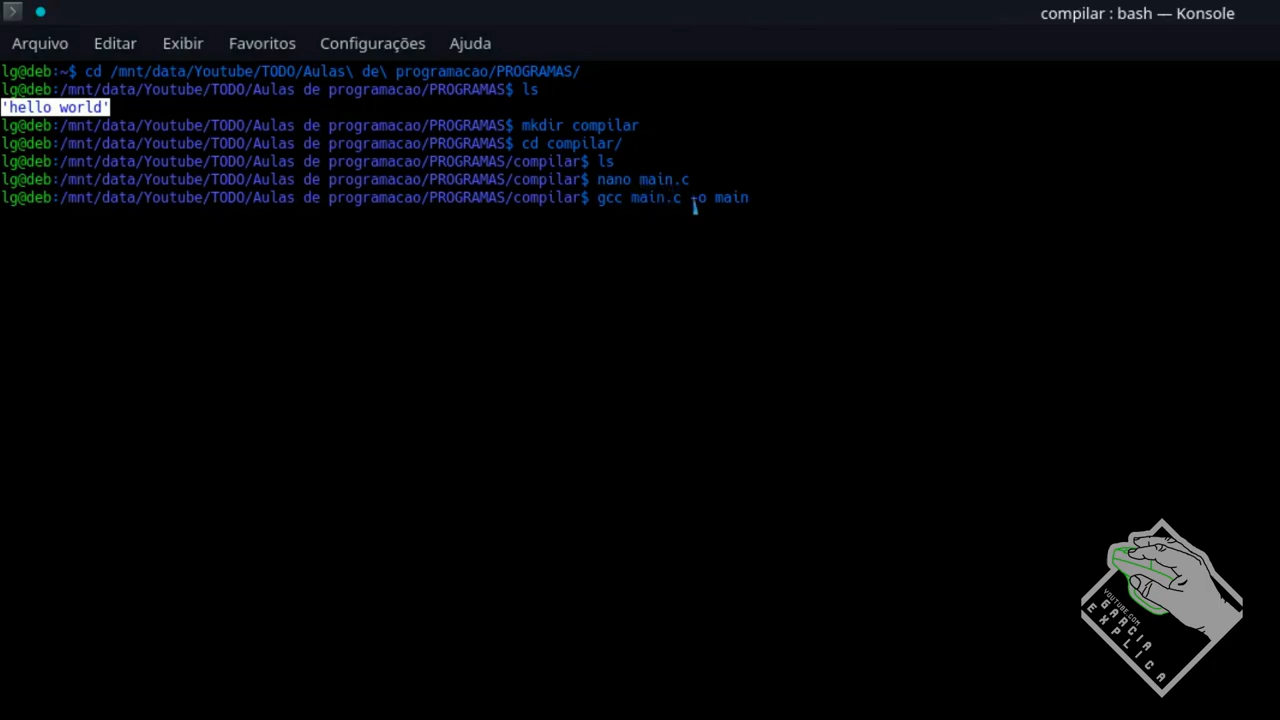 compilar : bash — Konsole
Arquivo Editar Exibir Favoritos Configurações Ajuda
lg@deb:~$ cd /mnt/data/Youtube/TODO/Aulas\ de\ programacao/PROGRAMAS/
lg@deb:/mnt/data/Youtube/TODO/Aulas de programacao/PROGRAMAS$ ls
'hello world'
lg@deb:/mnt/data/Youtube/TODO/Aulas de programacao/PROGRAMAS$ mkdir compilar
lg@deb:/mnt/data/Youtube/TODO/Aulas de programacao/PROGRAMAS$ cd compilar/
lg@deb:/mnt/data/Youtube/TODO/Aulas de programacao/PROGRAMAS/compilar$ ls
lg@deb:/mnt/data/Youtube/TODO/Aulas de programacao/PROGRAMAS/compilar$ nano main.c
lg@deb:/mnt/data/Youtube/TODO/Aulas de programacao/PROGRAMAS/compilar$ gcc main.c -o main
YOUTUBE.COM
GARCIA
EXPLICA